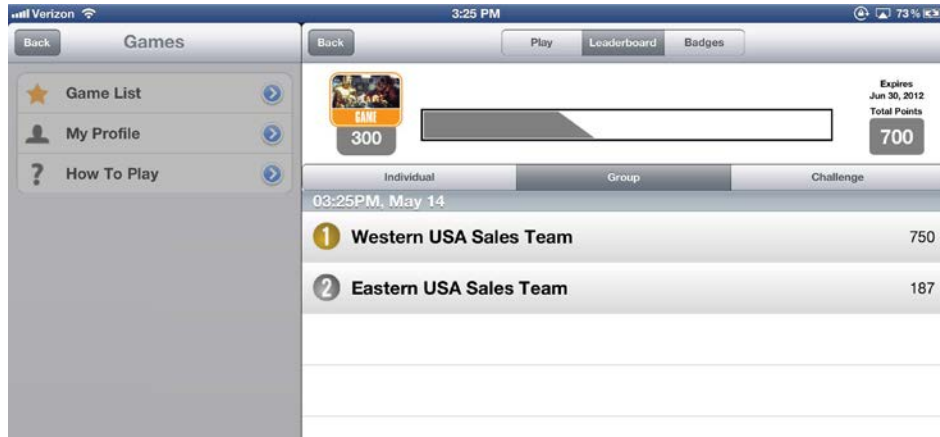 Verizon 3:25 PM 73%
Back Games
Game List
My Profile
How To Play
Back Play Leaderboard Badges
GAME
300
Expires
Jun 30, 2012
Total Points
700
Individual Group Challenge
03:25PM, May 14
1 Western USA Sales Team 750
2 Eastern USA Sales Team 187